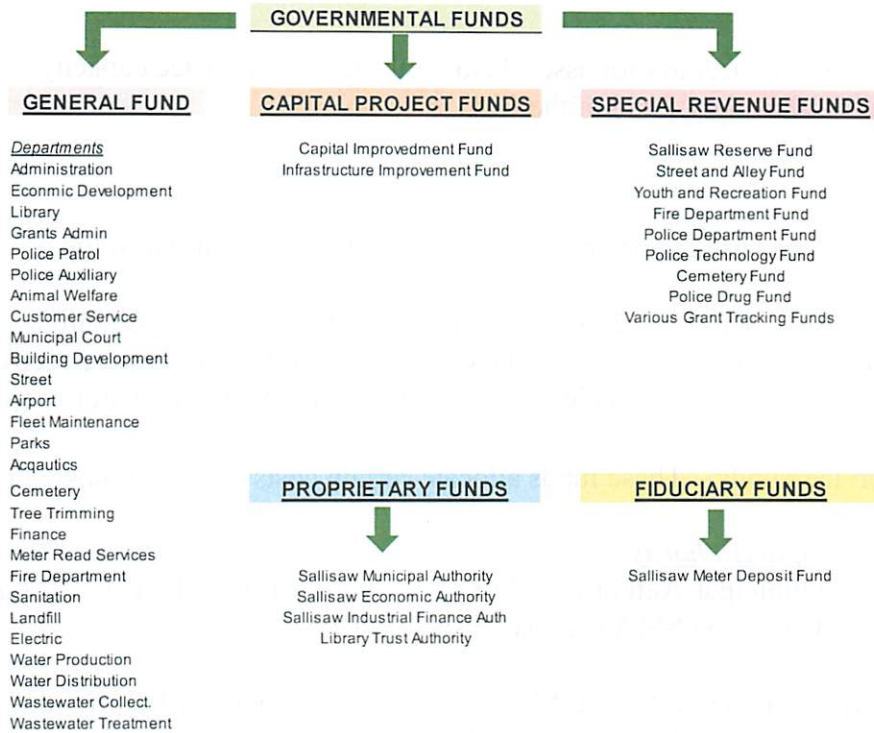 GOVERNMENTAL FUNDS
GENERAL FUND
Departments
Administration
Econmic Development
Library
Grants Admin
Police Patrol
Police Auxiliary
Animal Welfare
Customer Service
Municipal Court
Building Development
Street
Airport
Fleet Maintenance
Parks
Acqautics
Cemetery
Tree Trimming
Finance
Meter Read Services
Fire Department
Sanitation
Landfill
Electric
Water Production
Water Distribution
Wastewater Collect.
Wastewater Treatment
CAPITAL PROJECT FUNDS
Capital Improvedment Fund
Infrastructure Improvement Fund
SPECIAL REVENUE FUNDS
Sallisaw Reserve Fund
Street and Alley Fund
Youth and Recreation Fund
Fire Department Fund
Police Department Fund
Police Technology Fund
Cemetery Fund
Police Drug Fund
Various Grant Tracking Funds
PROPRIETARY FUNDS
Sallisaw Municipal Authority
Sallisaw Economic Authority
Sallisaw Industrial Finance Auth
Library Trust Authority
FIDUCIARY FUNDS
Sallisaw Meter Deposit Fund